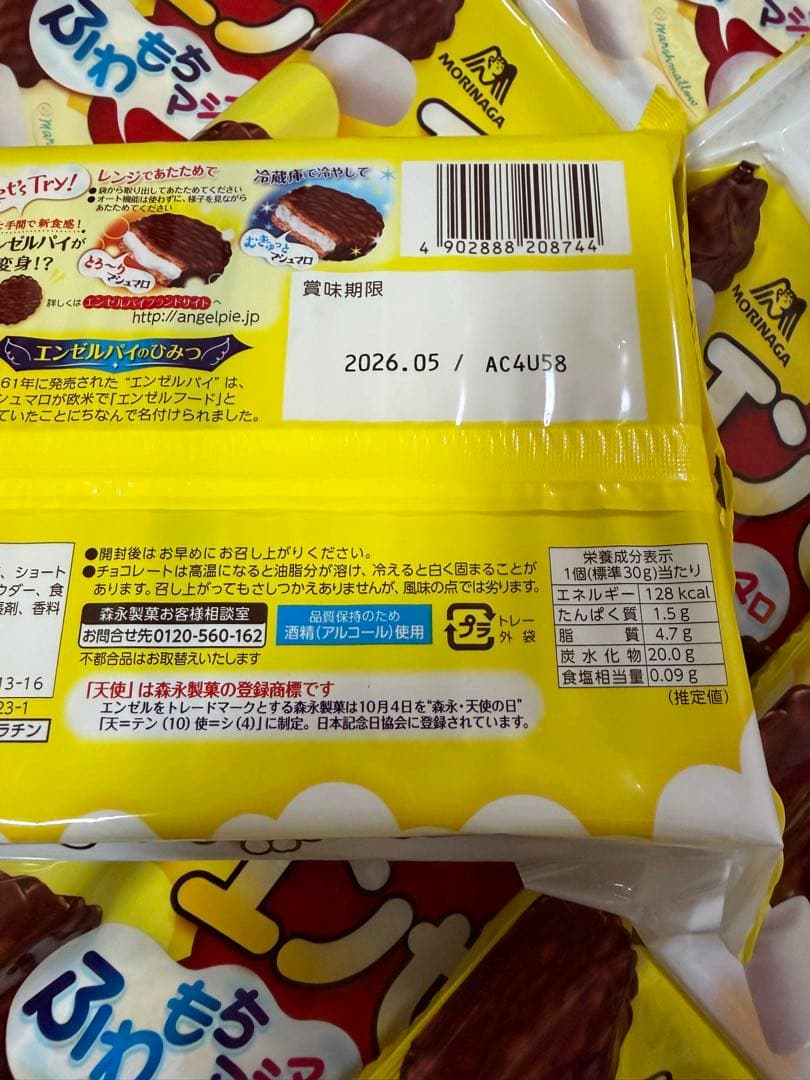 ふわもち
マシ
MORINAGA
Marshmallow
et's TRY!
レンジであたためて
●袋から取り出してあたためてください
●オート機能は使わずに、様子を見ながら
あたためてください
手間で新食感!
ンゼルパイが
変身!?
とろ〜り
マシュマロ
冷蔵庫で冷やして
む・ぎゅっと
マシュマロ
詳しくは エンゼルパイブランドサイト へ
http://angelpie.jp
4 902888 208744
賞味期限
2026.05 / AC4U58
エンゼルパイのひみつ
61年に発売された“エンゼルパイ”は、
シュマロが欧米で「エンゼルフード」と
ていたことにちなんで名付けられました。
MORINAGA
エン
マロ
、ショート
ウダー、食
張剤、香料
13-16
23-1
ラチン
●開封後はお早めにお召し上がりください。
●チョコレートは高温になると油脂分が溶け、冷えると白く固まることが
あります。召し上がってもさしつかえありませんが、風味の点では劣ります。
森永製菓お客様相談室
お問合せ先0120-560-162
不都合品はお取替えいたします
品質保持のため
酒精(アルコール)使用
プラ
トレー
外 袋
「天使」は森永製菓の登録商標です
エンゼルをトレードマークとする森永製菓は10月4日を“森永・天使の日”
「天=テン(10) 使=シ(4)」に制定。日本記念日協会に登録されています。
栄養成分表示
1個(標準30g)当たり
エネルギー 128 kcal
たんぱく質 1.5 g
脂質 4.7 g
炭水化物 20.0 g
食塩相当量 0.09 g
(推定値)
エンゼ
ふわもち